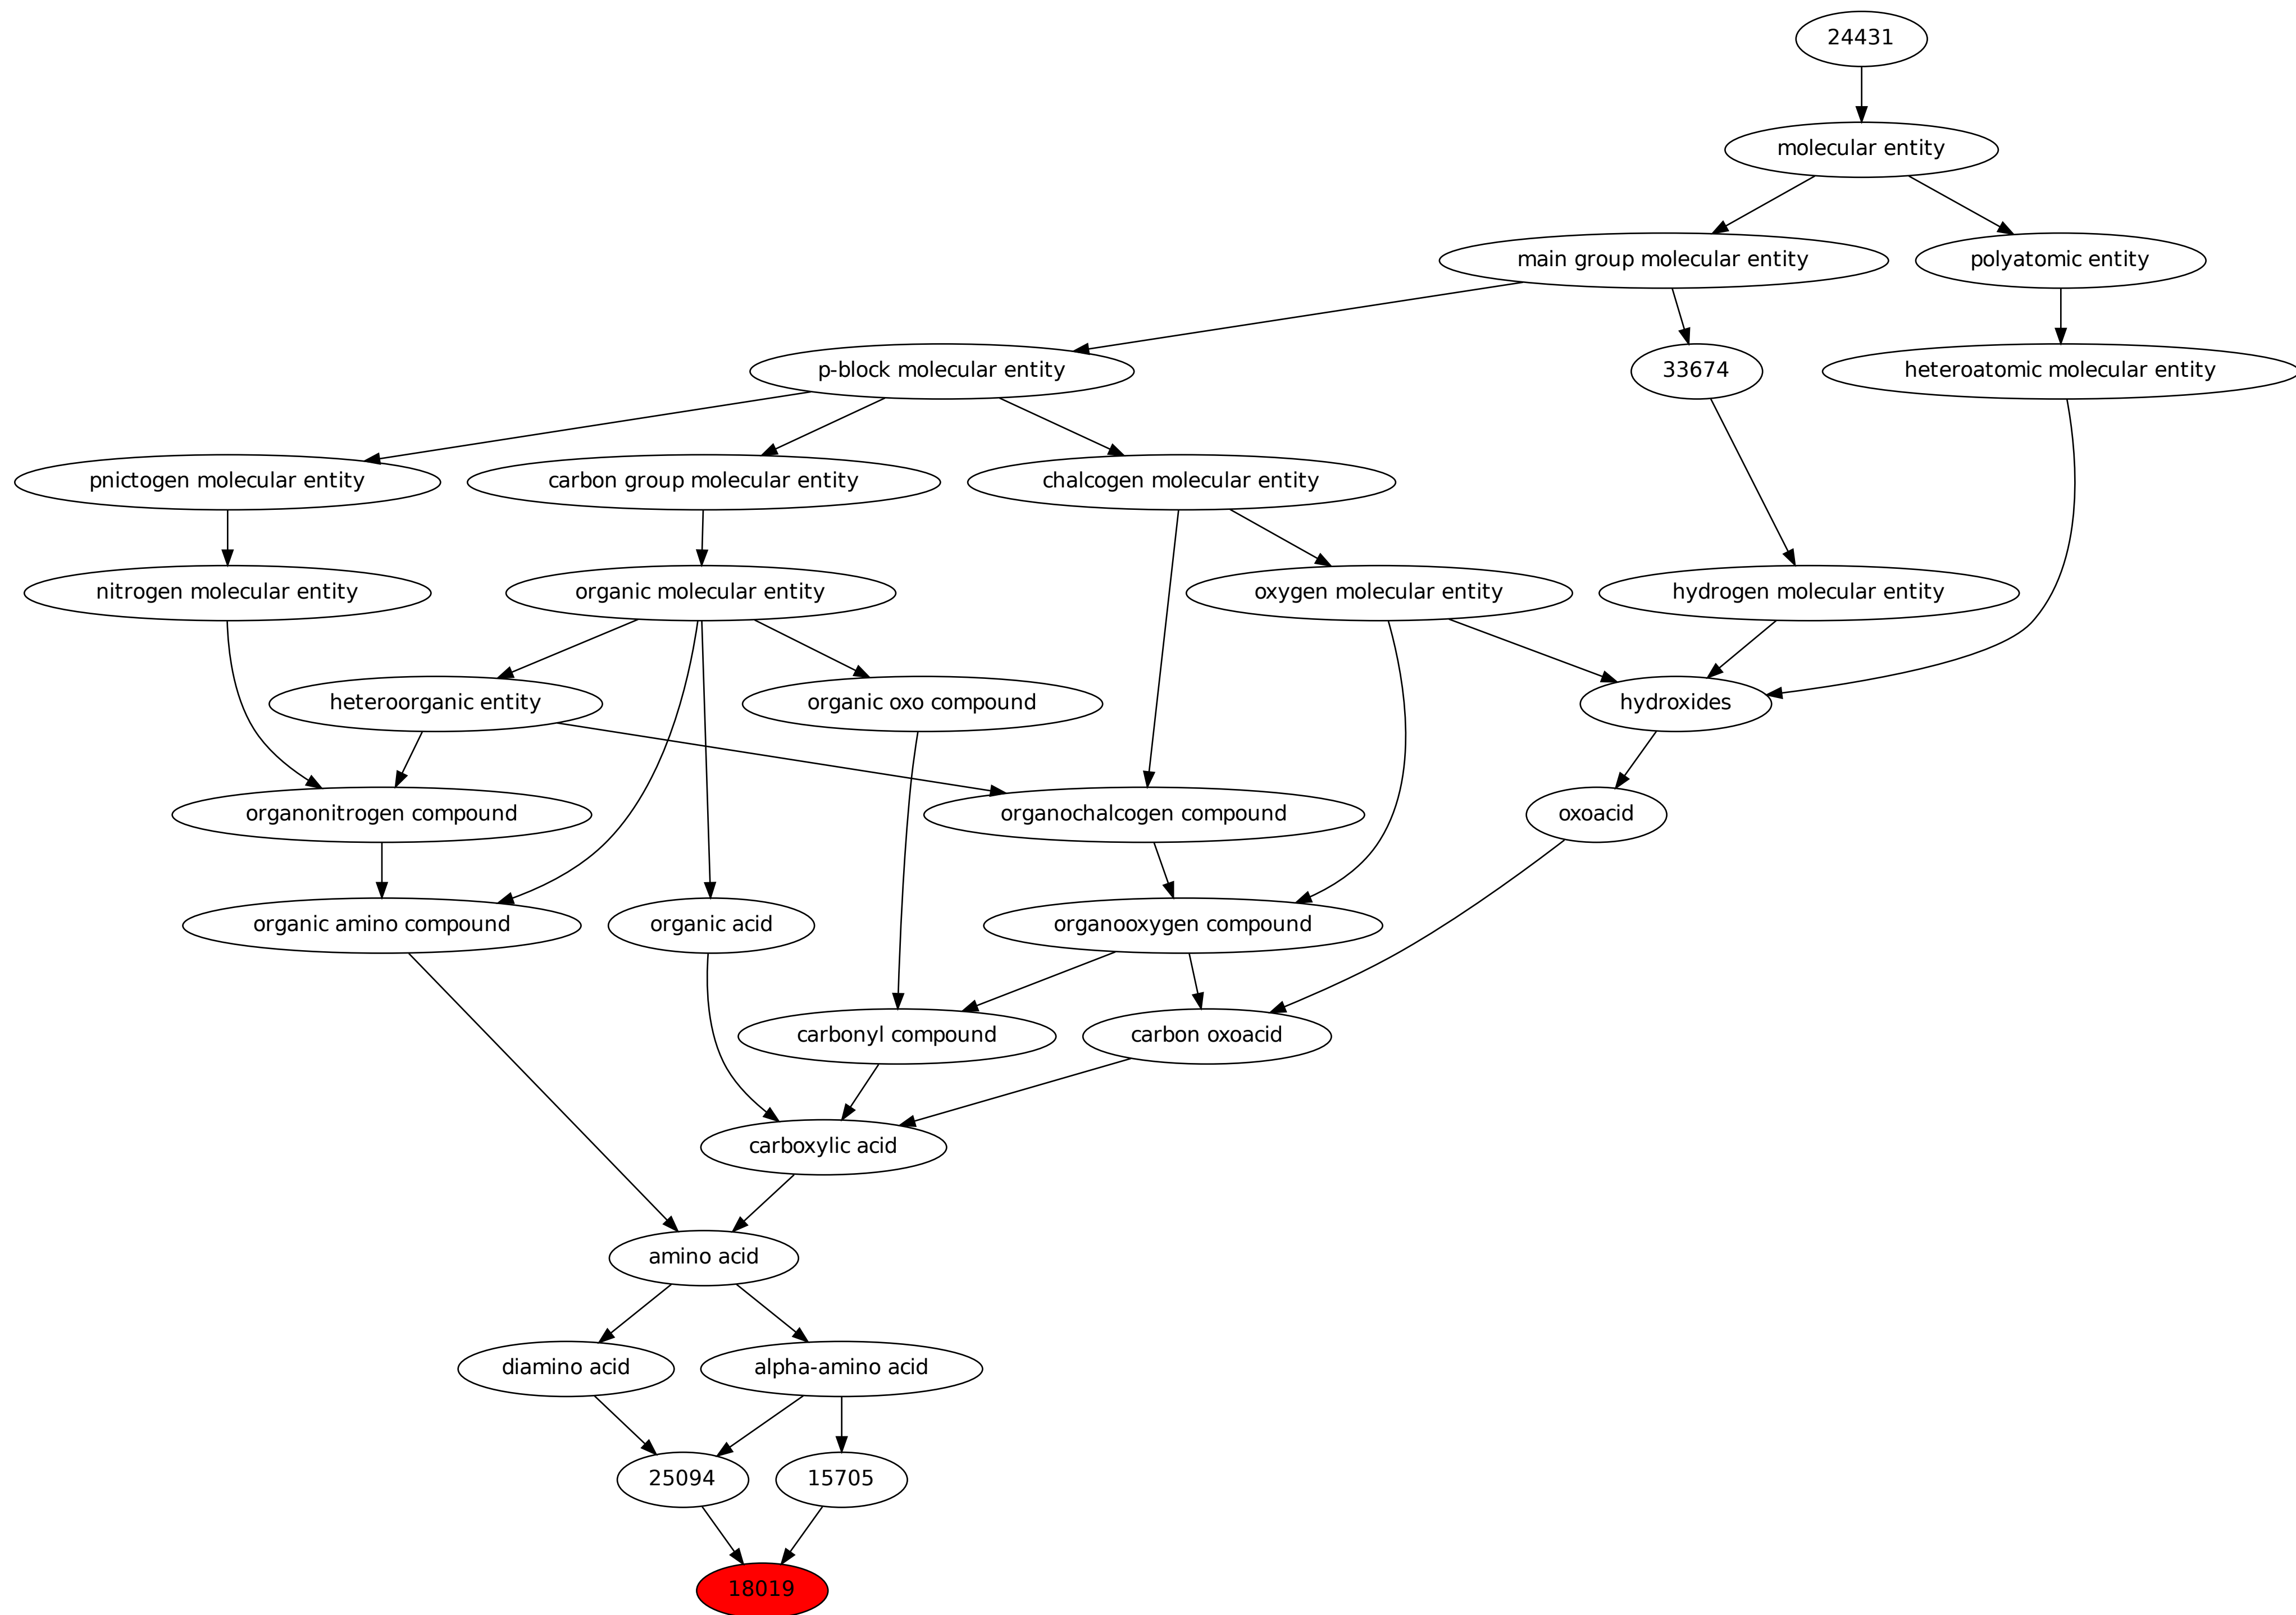 24431
molecular entity
main group molecular entity
polyatomic entity
p-block molecular entity
33674
heteroatomic molecular entity
pnictogen molecular entity
carbon group molecular entity
chalcogen molecular entity
nitrogen molecular entity
organic molecular entity
oxygen molecular entity
hydrogen molecular entity
heteroorganic entity
organic oxo compound
hydroxides
organonitrogen compound
organochalcogen compound
oxoacid
organic amino compound
organic acid
organooxygen compound
carbonyl compound
carbon oxoacid
carboxylic acid
amino acid
diamino acid
alpha-amino acid
25094
15705
18019